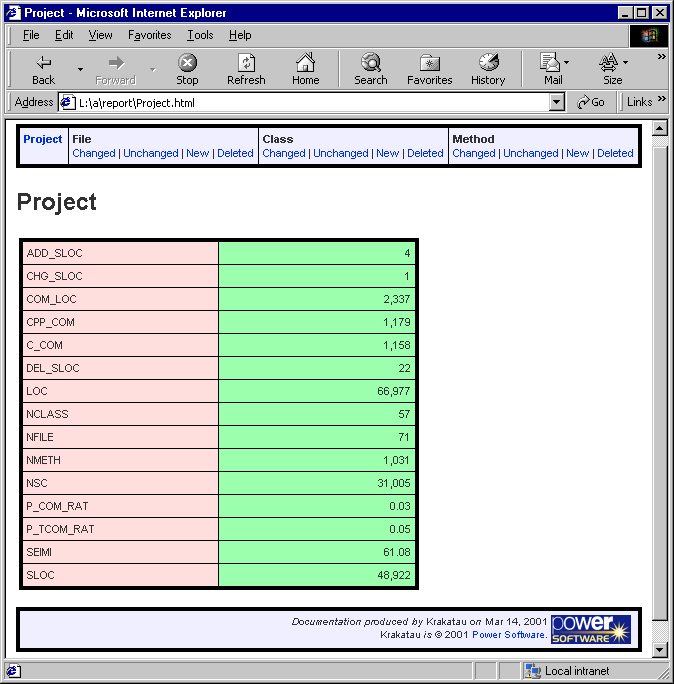 Project - Microsoft Internet Explorer
File Edit View Favorites Tools Help
Back Forward Stop Refresh Home Search Favorites History Mail Size »
Address L:\a\report\Project.html Go Links »
Project File Class Method
Changed | Unchanged | New | Deleted Changed | Unchanged | New | Deleted Changed | Unchanged | New | Deleted
Project
ADD_SLOC 4
CHG_SLOC 1
COM_LOC 2,337
CPP_COM 1,179
C_COM 1,158
DEL_SLOC 22
LOC 66,977
NCLASS 57
NFILE 71
NMETH 1,031
NSC 31,005
P_COM_RAT 0.03
P_TCOM_RAT 0.05
SEIMI 61.08
SLOC 48,922
Documentation produced by Krakatau on Mar 14, 2001
Krakatau is © 2001 Power Software.
power
SOFTWARE
Local intranet